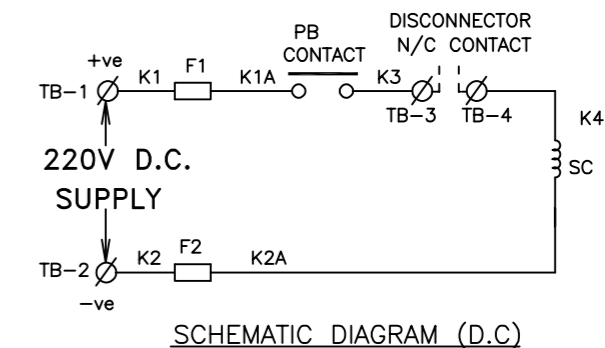 DISCONNECTOR
N/C CONTACT
PB
CONTACT
+ve
TB-1
K1
F1
K1A
K3
TB-3
TB-4
K4
220V D.C.
SUPPLY
SC
TB-2
K2
F2
K2A
-ve
SCHEMATIC DIAGRAM (D.C)